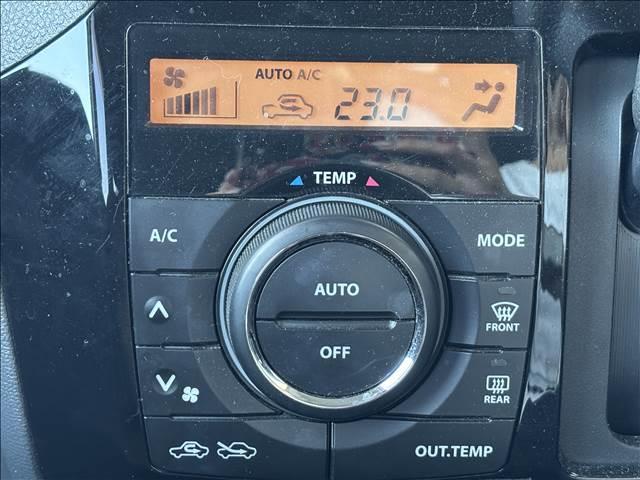 AUTO A/C
23.0
TEMP
A/C
MODE
AUTO
OFF
FRONT
REAR
OUT.TEMP